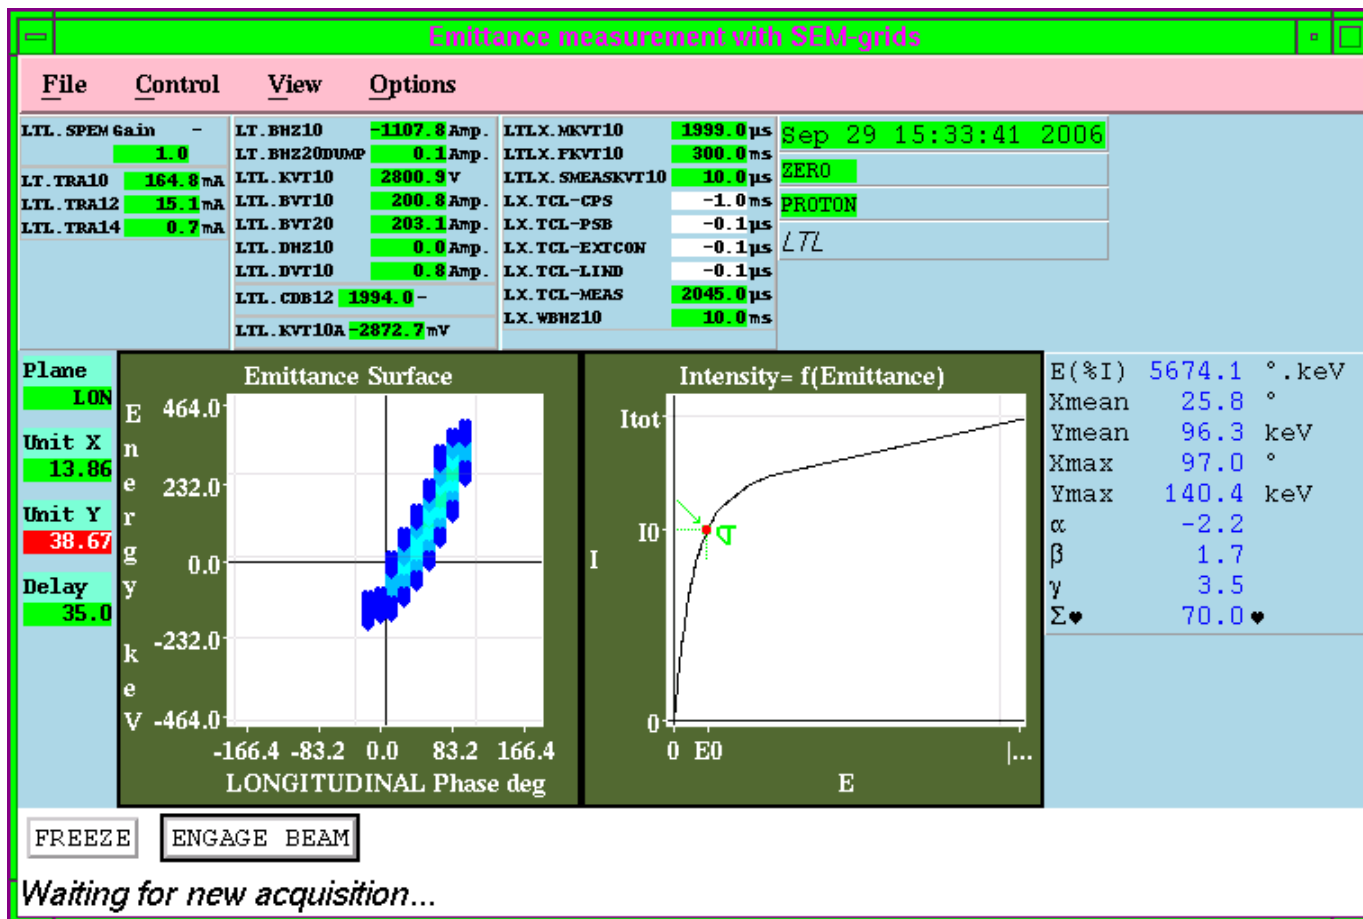 Emittance measurement with SEM-grids
File Control View Options
LTL.SPEM Gain -
1.0
LT.TRA10 164.8 mA
LTL.TRA12 15.1 mA
LTL.TRA14 0.7 mA
LT.BHZ10 -1107.8 Amp.
LT.BHZ20DUMP 0.1 Amp.
LTL.KVT10 2800.9 V
LTL.BVT10 200.8 Amp.
LTL.BVT20 203.1 Amp.
LTL.DHZ10 0.0 Amp.
LTL.DVT10 0.8 Amp.
LTL.CDB12 1994.0 -
LTL.KVT10A -2872.7 mV
LTLX.MKVT10 1999.0 µs
LTLX.FKVT10 300.0 ms
LTLX.SMEASKVT10 10.0 µs
LX.TCL-CPS -1.0 ms
LX.TCL-PSB -0.1 µs
LX.TCL-EXTCON -0.1 µs
LX.TCL-LIND -0.1 µs
LX.TCL-MEAS 2045.0 µs
LX.WBHZ10 10.0 ms
Sep 29 15:33:41 2006
ZERO
PROTON
LTL
Plane
LON
Unit X
13.86
Unit Y
38.67
Delay
35.0
Emittance Surface
Energy keV
464.0
232.0
0.0
-232.0
-464.0
-166.4 -83.2 0.0 83.2 166.4
LONGITUDINAL Phase deg
Intensity= f(Emittance)
Itot
I0
I
0
0 E0 |...
E
E(%I) 5674.1 °.keV
Xmean 25.8 °
Ymean 96.3 keV
Xmax 97.0 °
Ymax 140.4 keV
α -2.2
β 1.7
γ 3.5
Σ♥ 70.0 ♥
FREEZE ENGAGE BEAM
Waiting for new acquisition...